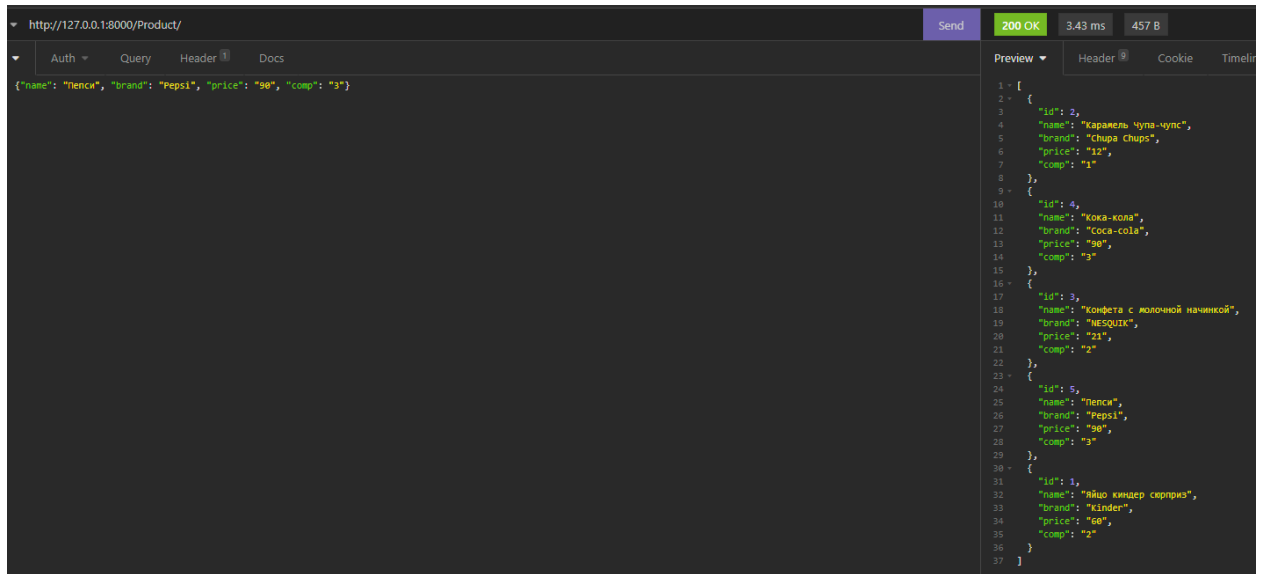 http://127.0.0.1:8000/Product/ Send 200 OK 3.43 ms 457 B
Auth Query Header 1 Docs Preview Header 9 Cookie Timelin
{"name": "Пепси", "brand": "Pepsi", "price": "90", "comp": "3"}
1 [
2 {
3 "id": 2,
4 "name": "Карамель Чупа-чупс",
5 "brand": "Chupa Chups",
6 "price": "12",
7 "comp": "1"
8 },
9 {
10 "id": 4,
11 "name": "Кока-кола",
12 "brand": "Coca-cola",
13 "price": "90",
14 "comp": "3"
15 },
16 {
17 "id": 3,
18 "name": "Конфета с молочной начинкой",
19 "brand": "NESQUIK",
20 "price": "21",
21 "comp": "2"
22 },
23 {
24 "id": 5,
25 "name": "Пепси",
26 "brand": "Pepsi",
27 "price": "90",
28 "comp": "3"
29 },
30 {
31 "id": 1,
32 "name": "Яйцо киндер сюрприз",
33 "brand": "Kinder",
34 "price": "60",
35 "comp": "2"
36 }
37 ]